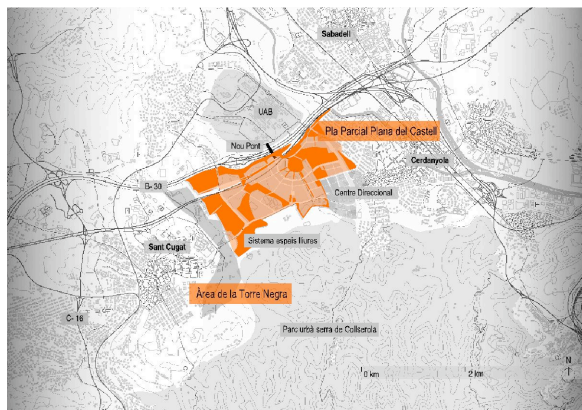 Sabadell
UAB
Pla Parcial Plana del Castell
Nou Pont
Cerdanyola
B- 30
Centre Direccional
Sant Cugat
Sistema espais lliures
Àrea de la Torre Negra
C- 16
Parc urbà serra de Collserola
N
0 km
2 km